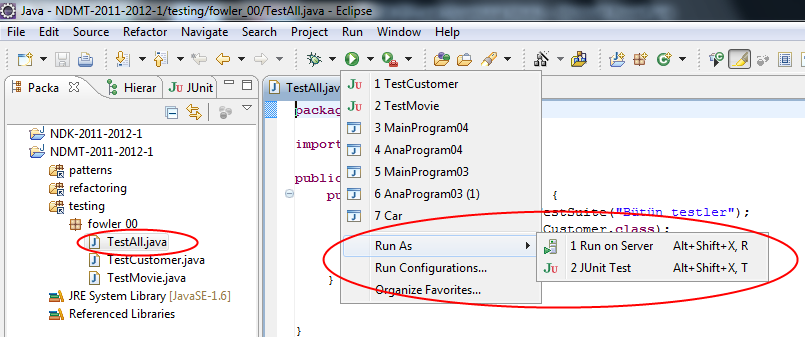 Java - NDMT-2011-2012-1/testing/fowler_00/TestAll.java - Eclipse
File Edit Source Refactor Navigate Search Project Run Window Help
Packa Hierar JUnit
NDK-2011-2012-1
NDMT-2011-2012-1
patterns
refactoring
testing
fowler_00
TestAll.java
TestCustomer.java
TestMovie.java
JRE System Library [JavaSE-1.6]
Referenced Libraries
TestAll.jav
packag
import
public
pu {
estSuite("Bütün testler");
Customer.class);
}
}
1 TestCustomer
2 TestMovie
3 MainProgram04
4 AnaProgram04
5 MainProgram03
6 AnaProgram03 (1)
7 Car
Run As
Run Configurations...
Organize Favorites...
1 Run on Server Alt+Shift+X, R
2 JUnit Test Alt+Shift+X, T